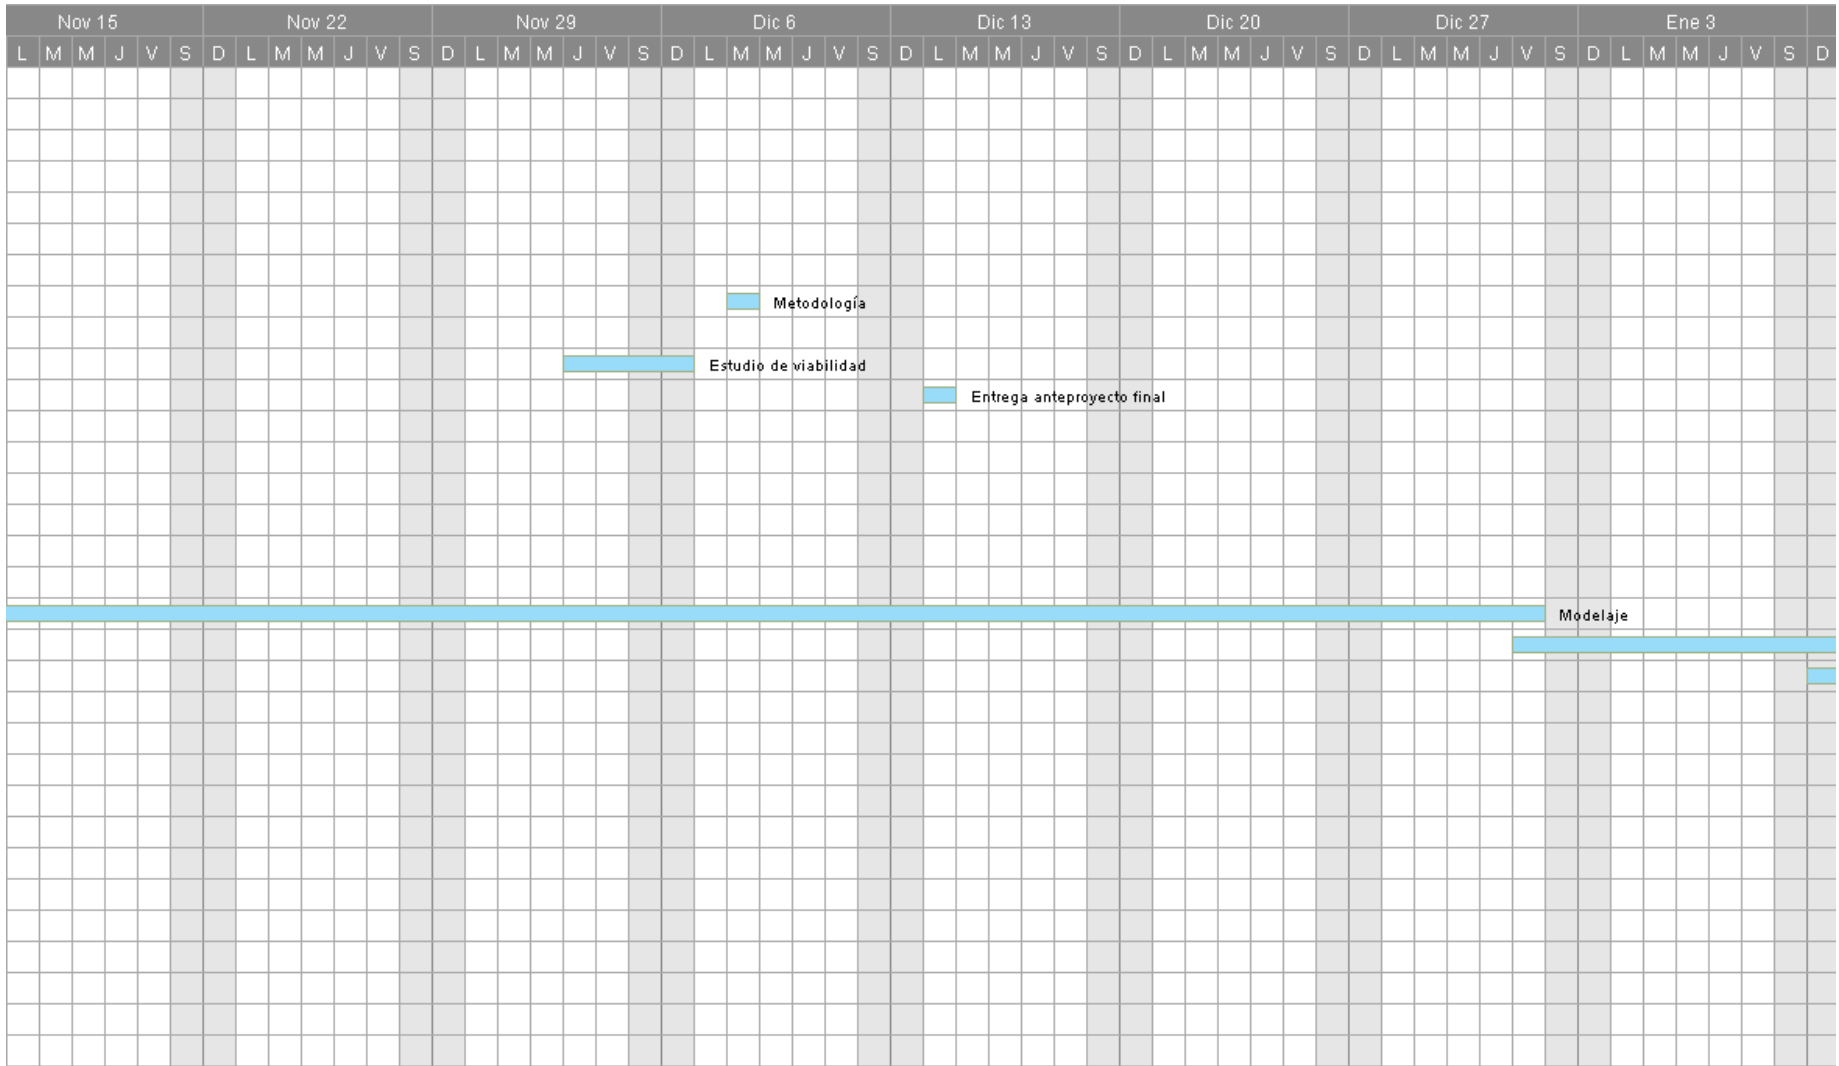 Nov 15 Nov 22 Nov 29 Dic 6 Dic 13 Dic 20 Dic 27 Ene 3
L M M J V S D L M M J V S D L M M J V S D L M M J V S D L M M J V S D L M M J V S D L M M J V S D L M M J V S D
Metodología
Estudio de viabilidad
Entrega anteproyecto final
Modelaje